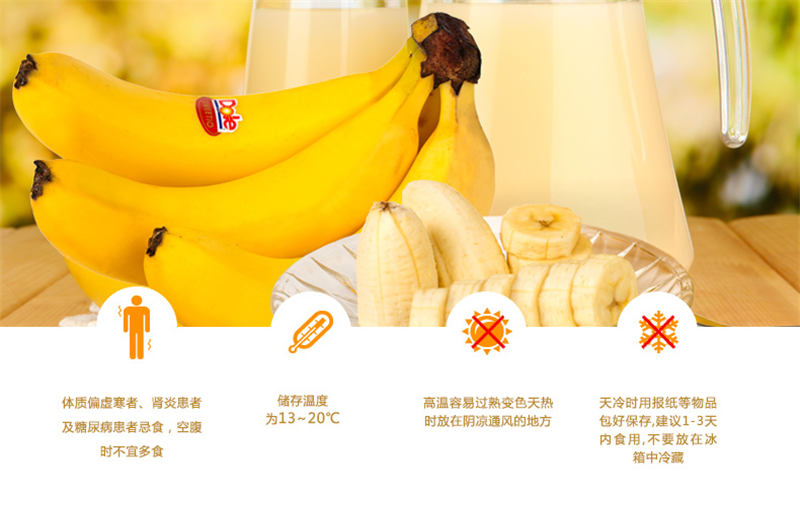 Dole
体质偏虚寒者、肾炎患者
及糖尿病患者忌食，空腹
时不宜多食
储存温度
为13~20℃
高温容易过熟变色天热
时放在阴凉通风的地方
天冷时用报纸等物品
包好保存,建议1-3天
内食用,不要放在冰
箱中冷藏